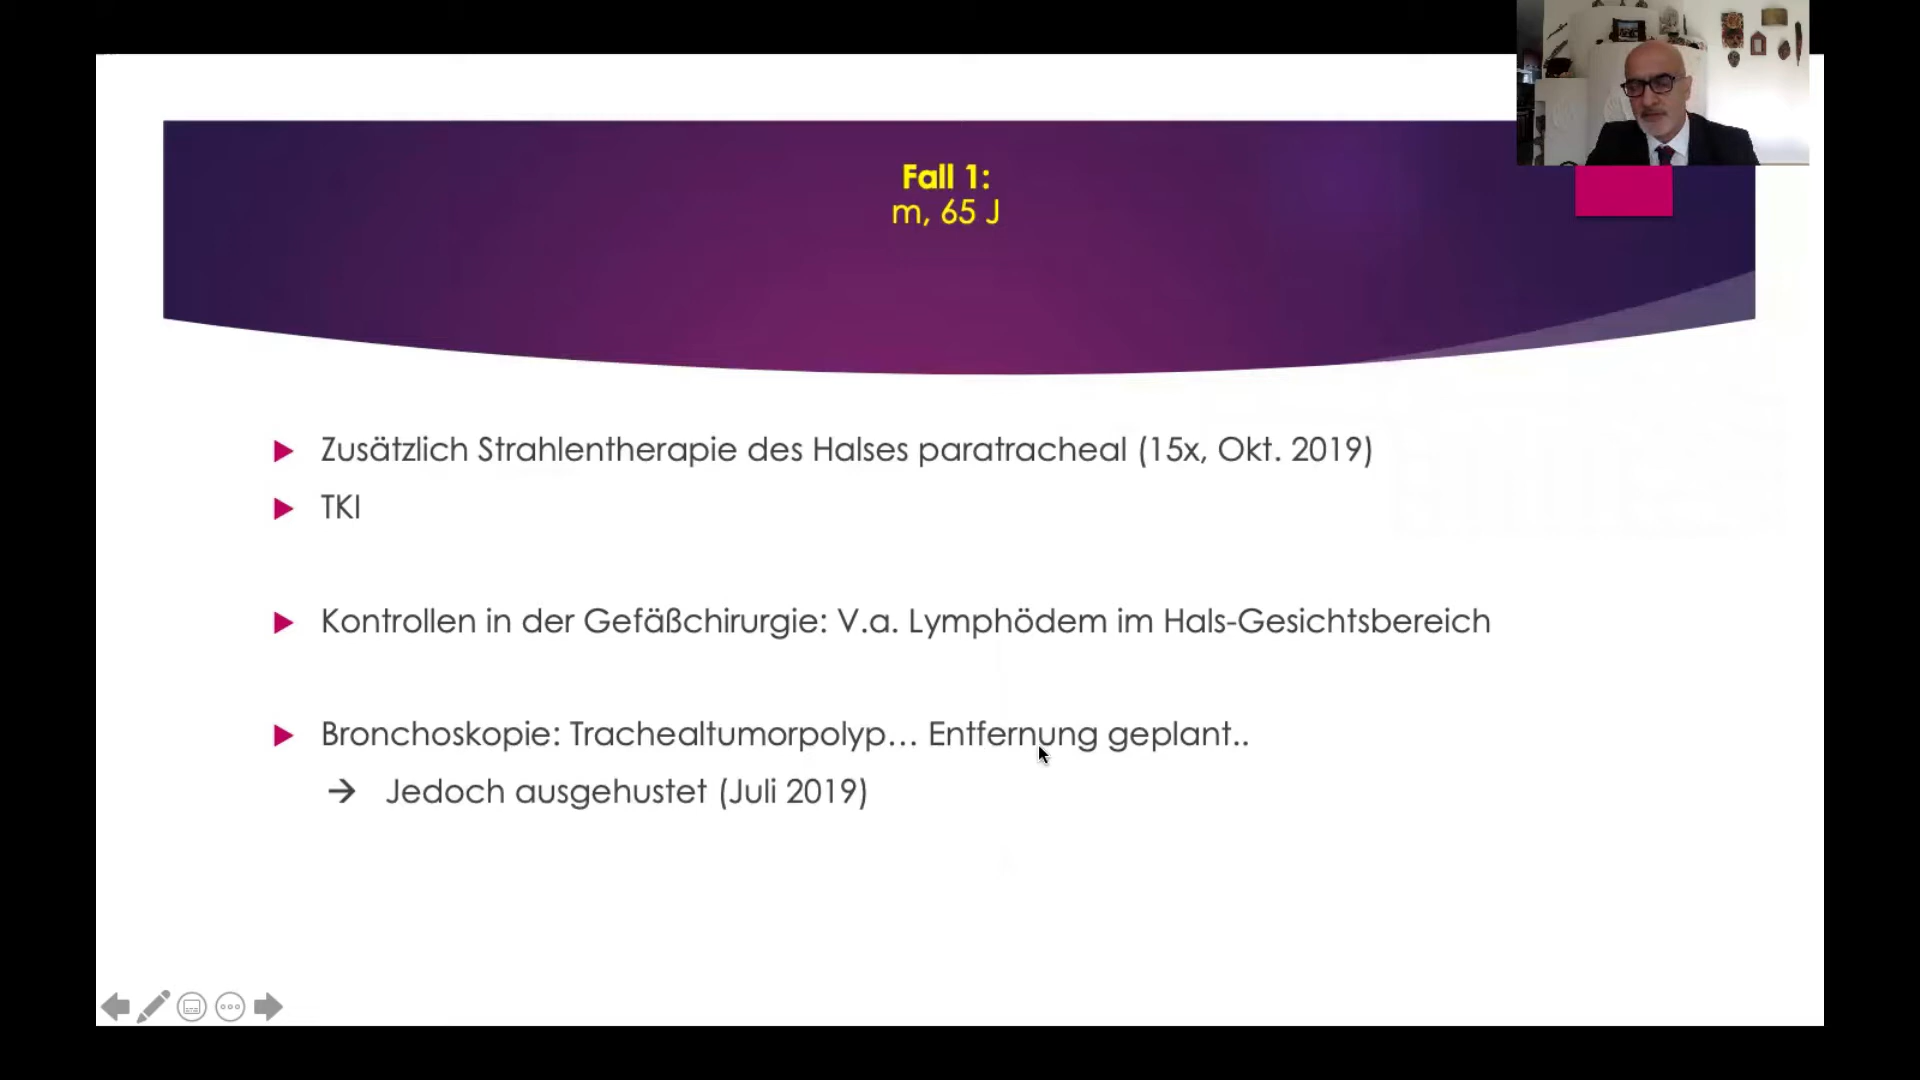 Fall 1:
m, 65 J
Zusätzlich Strahlentherapie des Halses paratracheal (15x, Okt. 2019)
TKI
Kontrollen in der Gefäßchirurgie: V.a. Lymphödem im Hals-Gesichtsbereich
Bronchoskopie: Trachealtumorpolyp... Entfernung geplant..
→ Jedoch ausgehustet (Juli 2019)